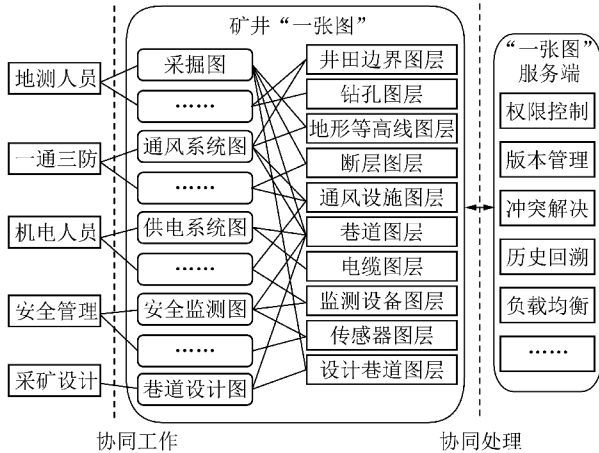 矿井“一张图”
地测人员
一通三防
机电人员
安全管理
采矿设计
采掘图
……
通风系统图
……
供电系统图
……
安全监测图
……
巷道设计图
井田边界图层
钻孔图层
地形等高线图层
断层图层
通风设施图层
巷道图层
电缆图层
监测设备图层
传感器图层
设计巷道图层
“一张图”
服务端
权限控制
版本管理
冲突解决
历史回溯
负载均衡
……
协同工作
协同处理